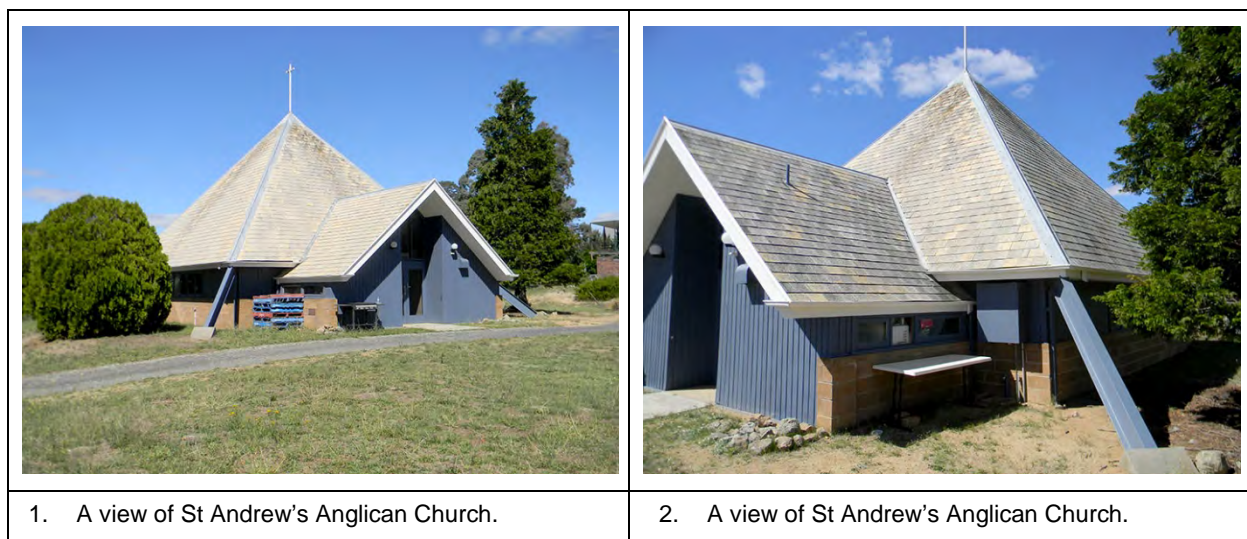 1. A view of St Andrew's Anglican Church.
2. A view of St Andrew's Anglican Church.